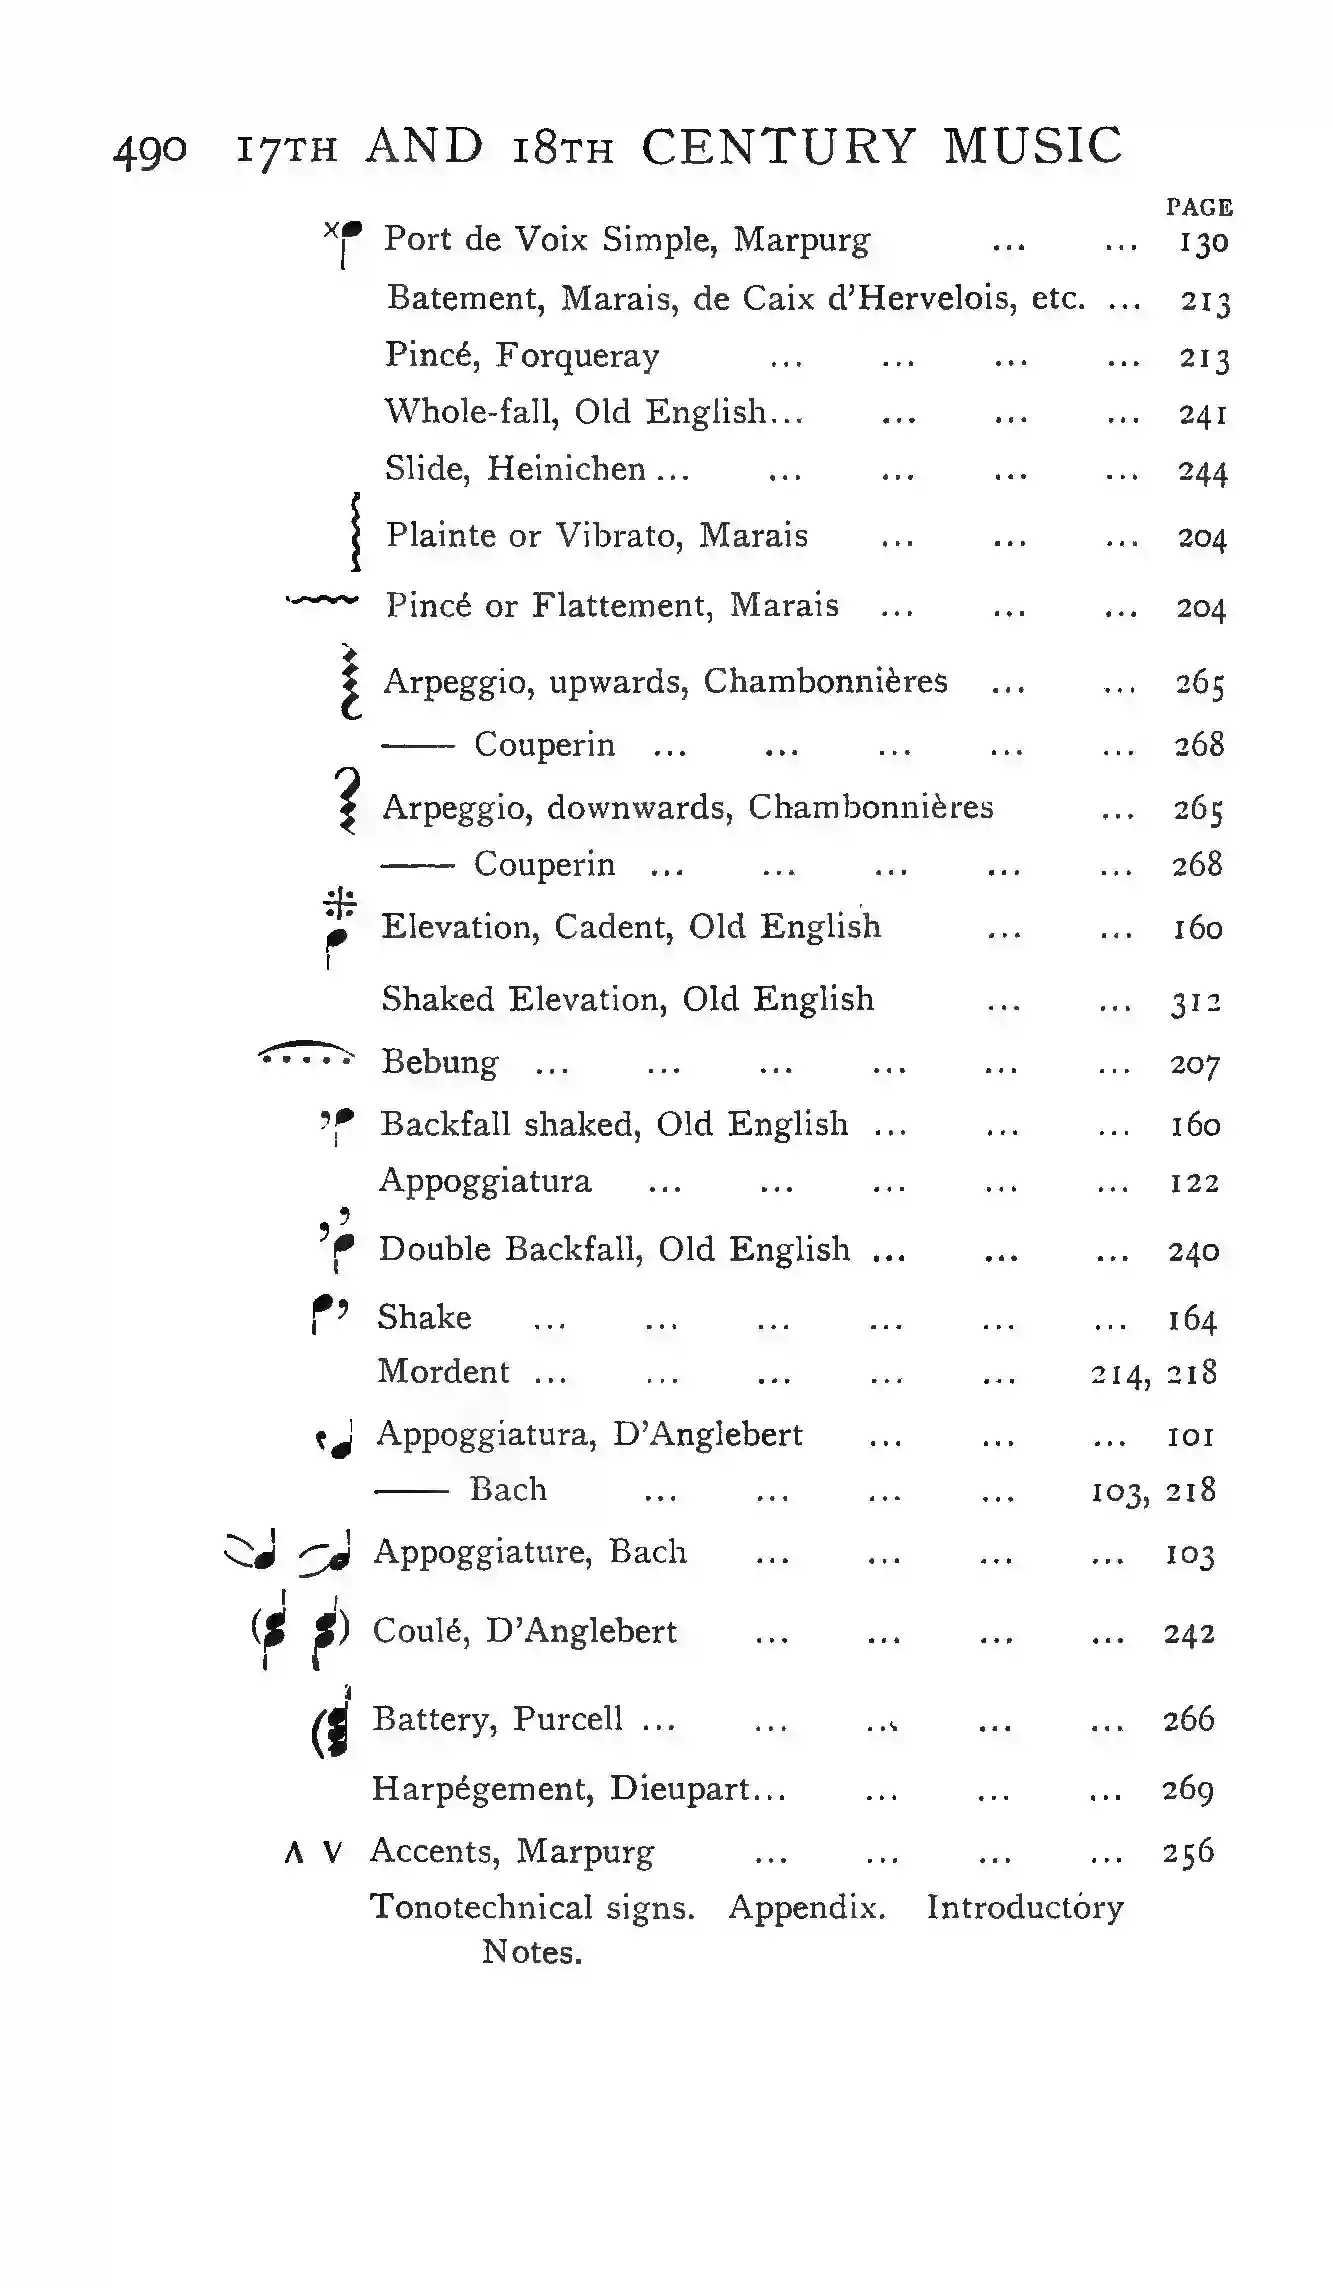 490 17TH AND 18TH CENTURY MUSIC
PAGE
Port de Voix Simple, Marpurg ... ... 130
Batement, Marais, de Caix d'Hervelois, etc. ... 213
Pincé, Forqueray ... ... ... ... 213
Whole-fall, Old English... ... ... ... 241
Slide, Heinichen ... ... ... ... ... 244
Plainte or Vibrato, Marais ... ... ... 204
Pincé or Flattement, Marais ... ... ... 204
Arpeggio, upwards, Chambonnières ... ... 265
—— Couperin ... ... ... ... ... 268
Arpeggio, downwards, Chambonnières ... 265
—— Couperin ... ... ... ... ... 268
Elevation, Cadent, Old English ... ... 160
Shaked Elevation, Old English ... ... 312
Bebung ... ... ... ... ... ... 207
Backfall shaked, Old English ... ... ... 160
Appoggiatura ... ... ... ... ... 122
Double Backfall, Old English ... ... ... 240
Shake ... ... ... ... ... ... 164
Mordent ... ... ... ... ... 214, 218
Appoggiatura, D'Anglebert ... ... ... 101
—— Bach ... ... ... ... 103, 218
Appoggiature, Bach ... ... ... ... 103
Coulé, D'Anglebert ... ... ... ... 242
Battery, Purcell ... ... ... ... ... 266
Harpégement, Dieupart... ... ... ... 269
Λ V Accents, Marpurg ... ... ... ... 256
Tonotechnical signs. Appendix. Introductory
Notes.